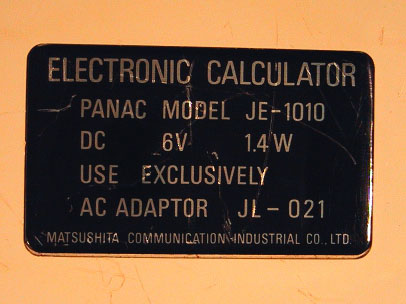 ELECTRONIC CALCULATOR
PANAC MODEL JE-1010
DC 6V 1.4W
USE EXCLUSIVELY
AC ADAPTOR JL-021
MATSUSHITA COMMUNICATION INDUSTRIAL CO., LTD.